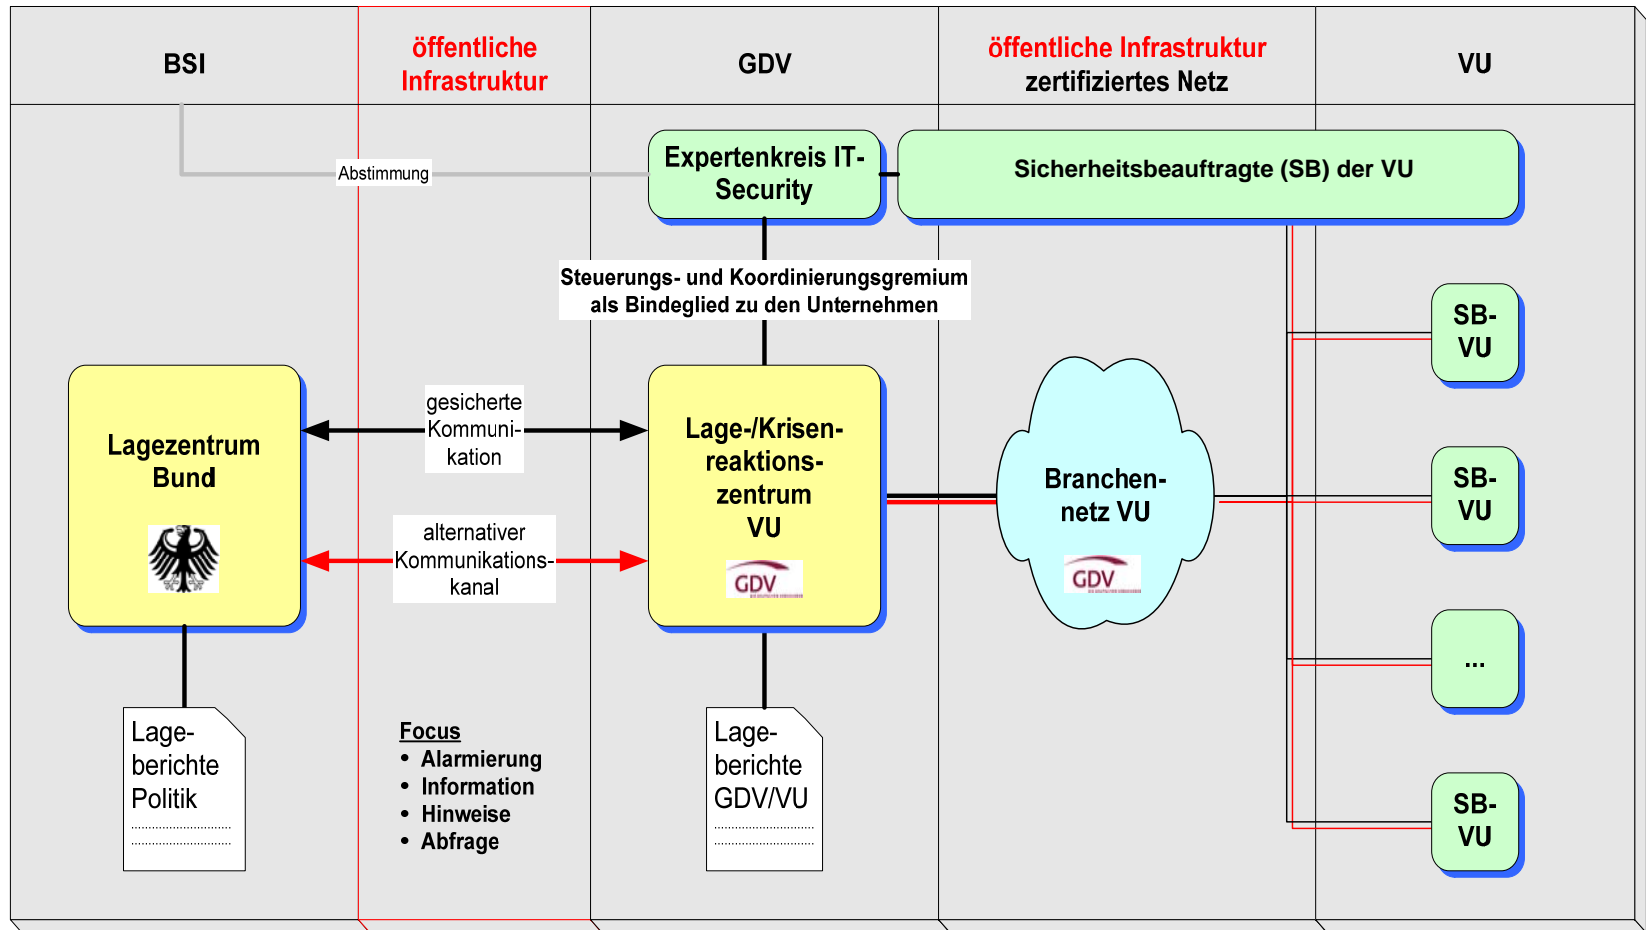 BSI
öffentliche
Infrastruktur
GDV
öffentliche Infrastruktur
zertifiziertes Netz
VU
Abstimmung
Expertenkreis IT-
Security
Sicherheitsbeauftragte (SB) der VU
Steuerungs- und Koordinierungsgremium
als Bindeglied zu den Unternehmen
Lagezentrum
Bund
gesicherte
Kommuni-
kation
alternativer
Kommunikations-
kanal
Lage-/Krisen-
reaktions-
zentrum
VU
GDV
Branchen-
netz VU
GDV
SB-
VU
SB-
VU
...
SB-
VU
Lage-
berichte
Politik
Focus
• Alarmierung
• Information
• Hinweise
• Abfrage
Lage-
berichte
GDV/VU